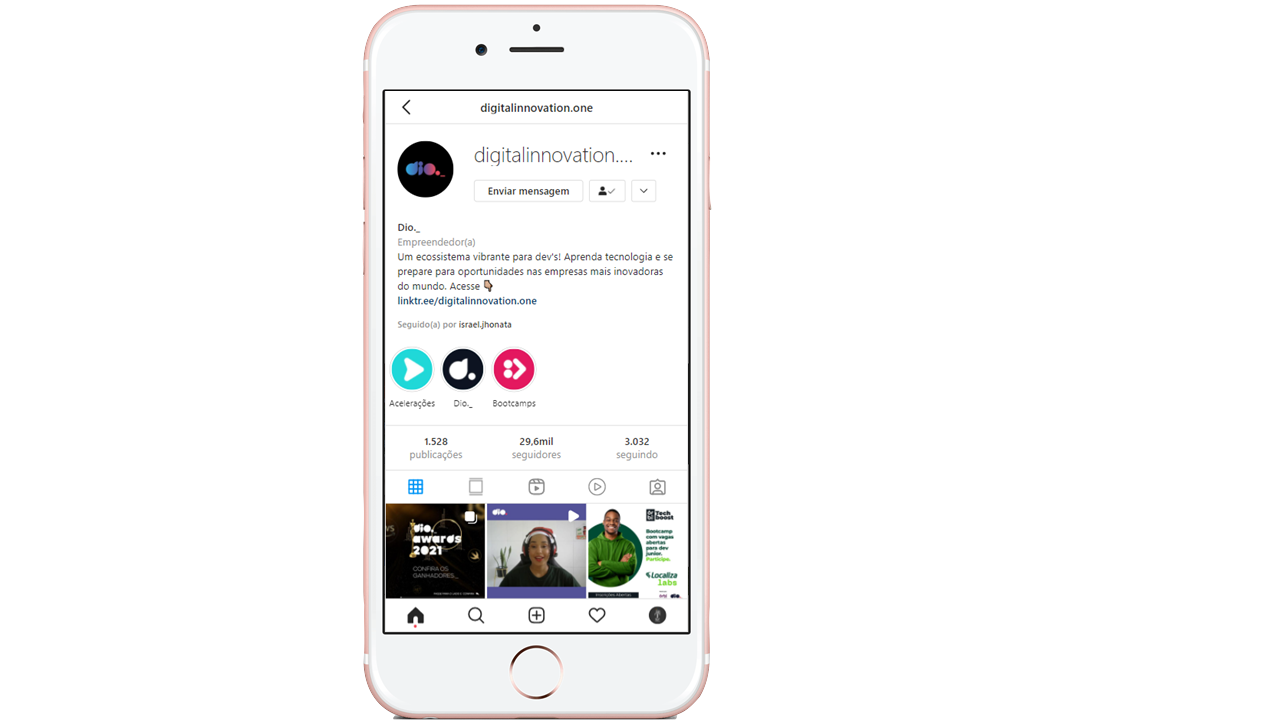 digitalinnovation.one
dio._
digitalinnovation....
Enviar mensagem
Dio._
Empreendedor(a)
Um ecossistema vibrante para dev's! Aprenda tecnologia e se
prepare para oportunidades nas empresas mais inovadoras
do mundo. Acesse
linktr.ee/digitalinnovation.one
Seguido(a) por israel.jhonata
d.
Acelerações
Dio._
Bootcamps
1.528
29,6mil
3.032
publicações
seguidores
seguindo
dio.
awards
2021
CONFIRA OS
GANHADORES._
dio
Tech
boost
Bootcamp
com vagas
abertas
para dev
junior.
Participe.
Localiza
labs
dio.